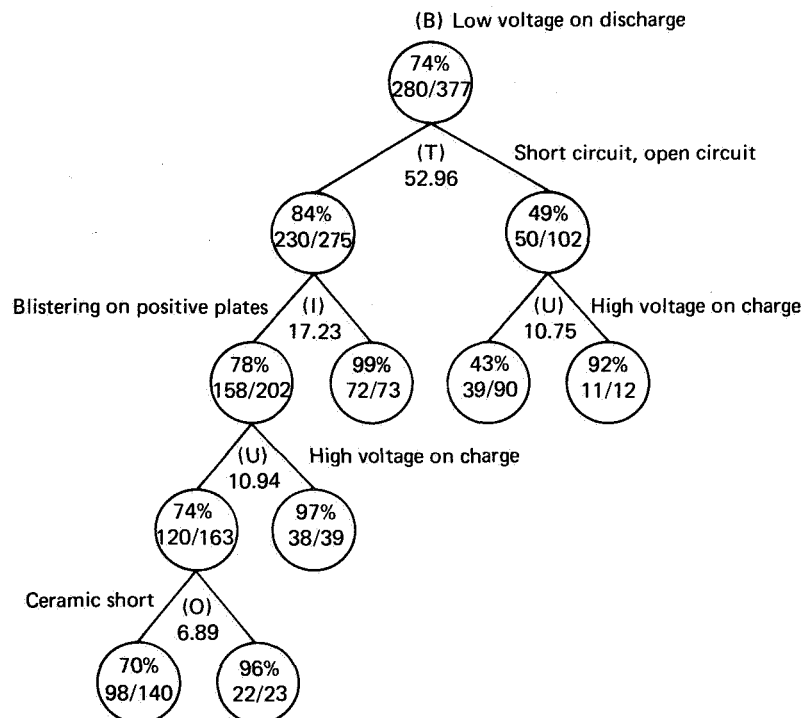 (B) Low voltage on discharge
74%
280/377
(T)
52.96
Short circuit, open circuit
84%
230/275
49%
50/102
Blistering on positive plates
(I)
17.23
(U)
10.75
High voltage on charge
78%
158/202
99%
72/73
43%
39/90
92%
11/12
(U)
10.94
High voltage on charge
74%
120/163
97%
38/39
Ceramic short
(O)
6.89
70%
98/140
96%
22/23